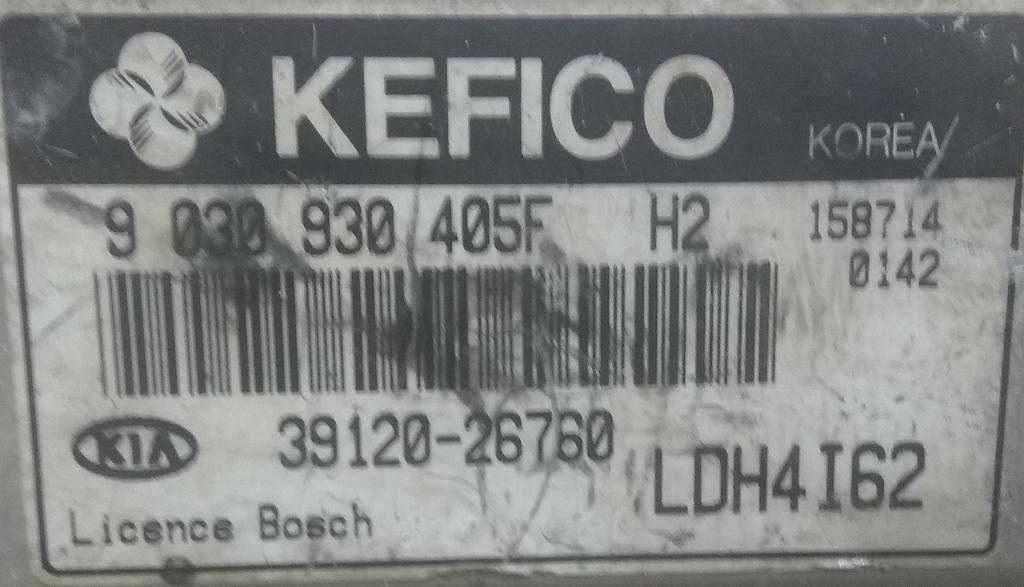 KEFICO KOREA
9 030 930 405F H2 158714
0142
KIA 39120-26760 LDH4I62
Licence Bosch